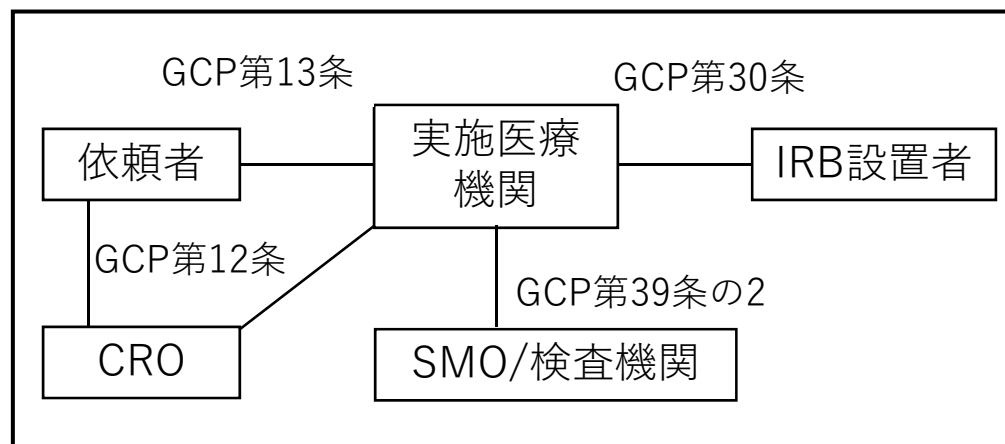 GCP第13条
GCP第30条
依頼者
実施医療
機関
IRB設置者
GCP第12条
GCP第39条の2
CRO
SMO/検査機関